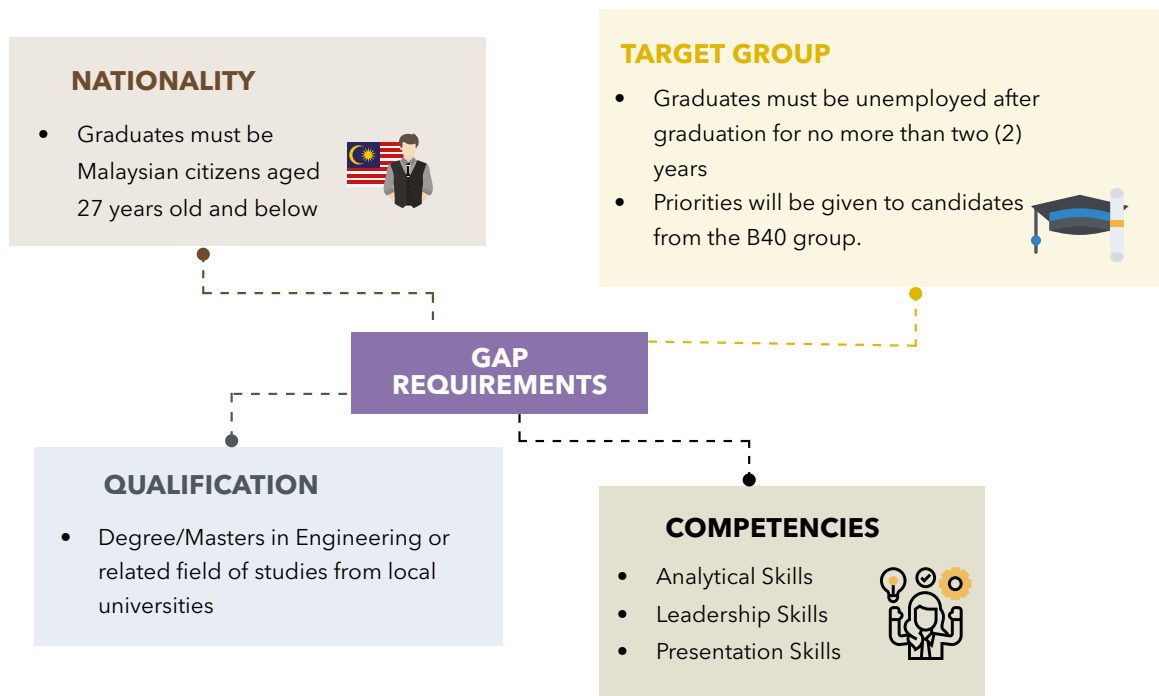 NATIONALITY
• Graduates must be
Malaysian citizens aged
27 years old and below
TARGET GROUP
• Graduates must be unemployed after
graduation for no more than two (2)
years
• Priorities will be given to candidates
from the B40 group.
GAP
REQUIREMENTS
QUALIFICATION
• Degree/Masters in Engineering or
related field of studies from local
universities
COMPETENCIES
• Analytical Skills
• Leadership Skills
• Presentation Skills